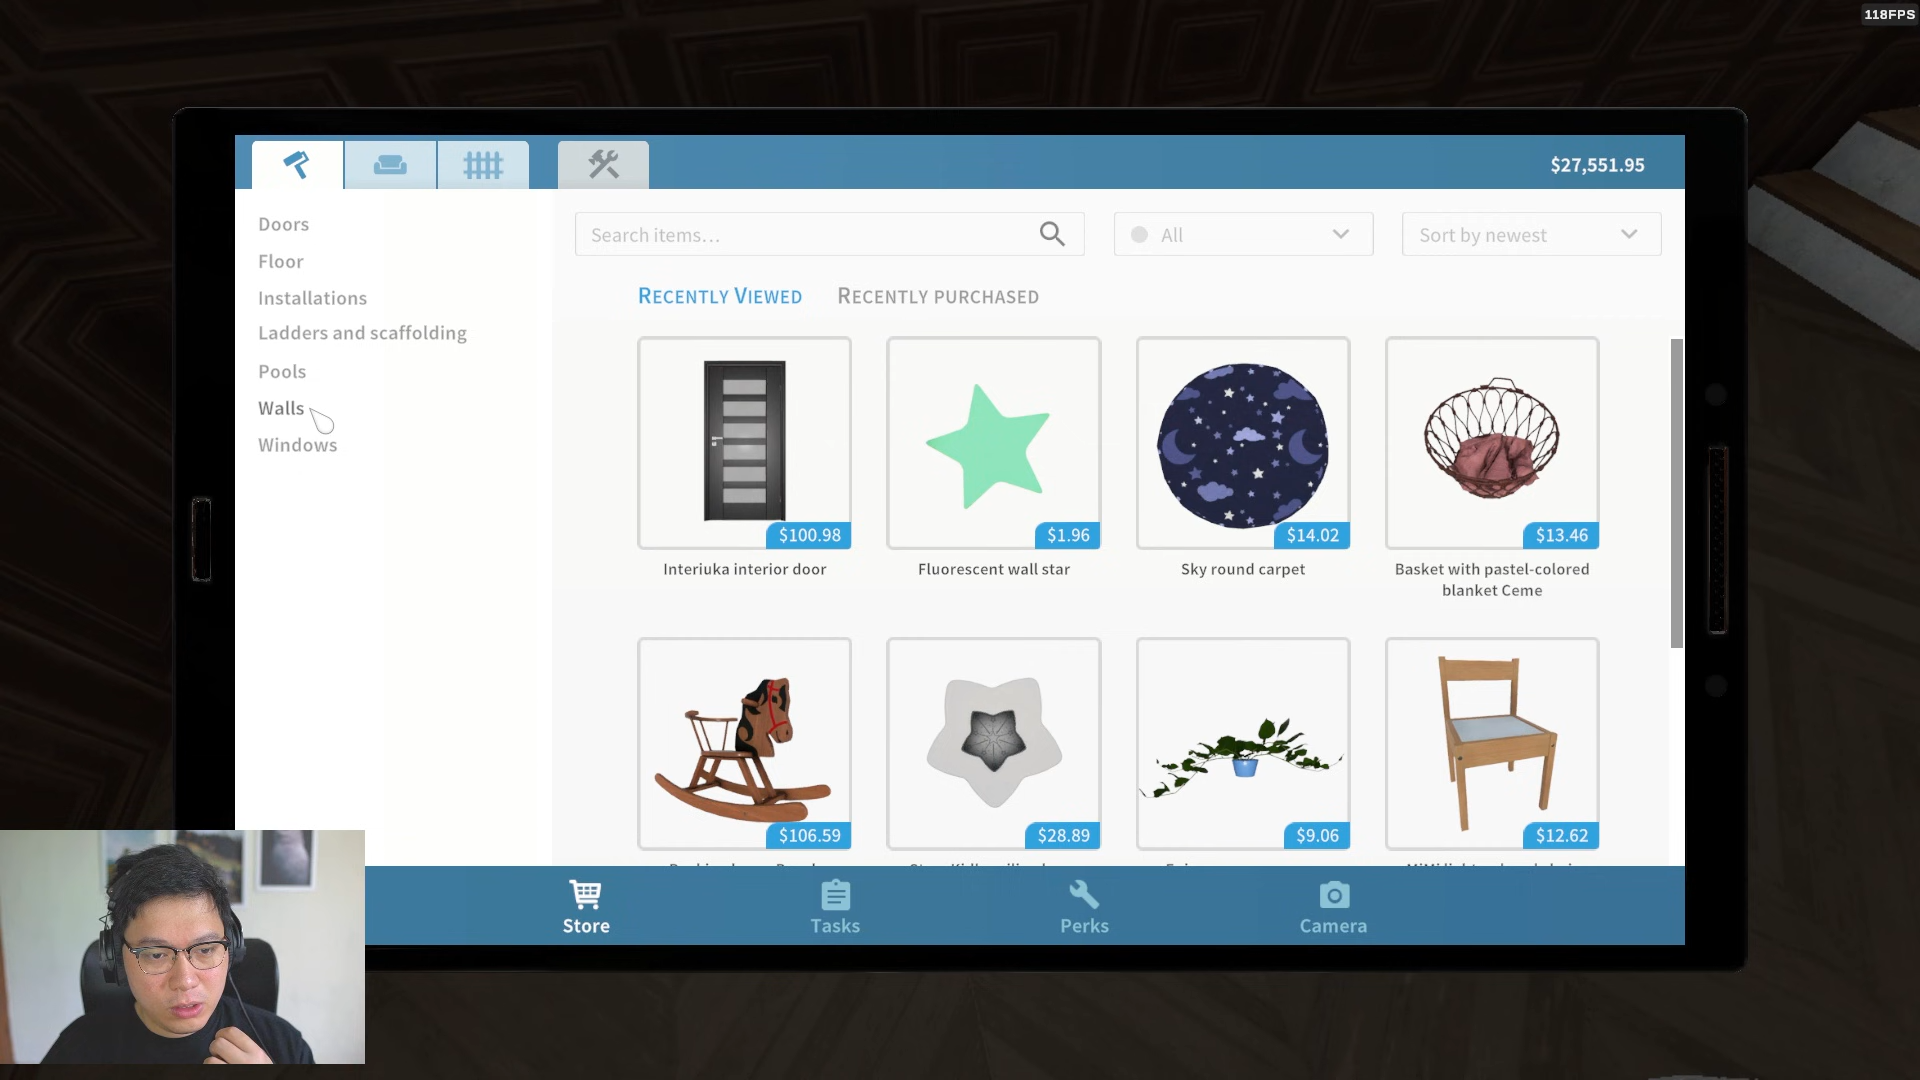 118FPS
$27,551.95
Doors
Floor
Installations
Ladders and scaffolding
Pools
Walls
Windows
Search items...
All
Sort by newest
RECENTLY VIEWED
RECENTLY PURCHASED
$100.98
$1.96
$14.02
$13.46
Interiuka interior door
Fluorescent wall star
Sky round carpet
Basket with pastel-colored
blanket Ceme
$106.59
$28.89
$9.06
$12.62
Store
Tasks
Perks
Camera